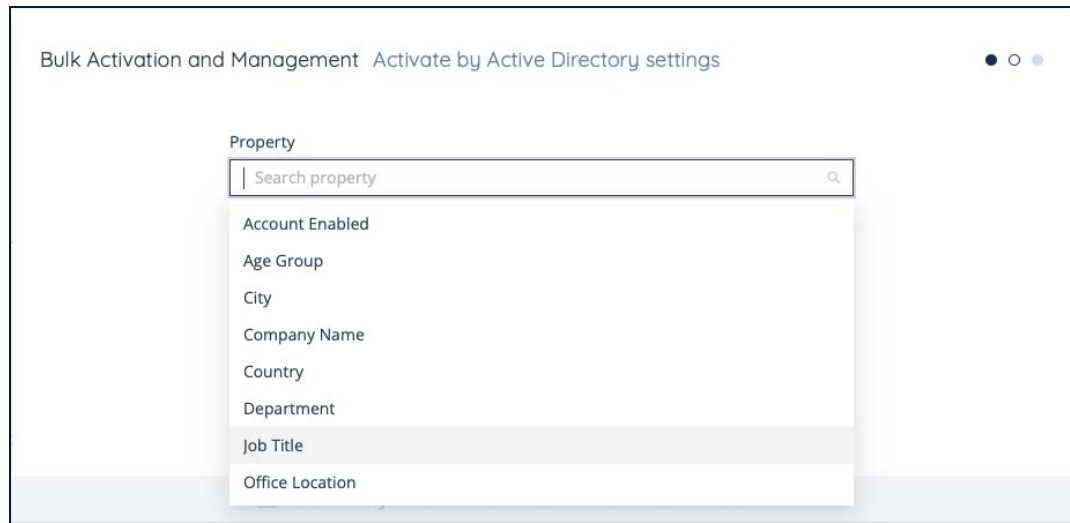 Bulk Activation and Management Activate by Active Directory settings
Property
Search property
Account Enabled
Age Group
City
Company Name
Country
Department
Job Title
Office Location